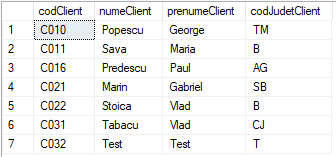 codClient numeClient prenumeClient codJudetClient
1 C010 Popescu George TM
2 C011 Sava Maria B
3 C016 Predescu Paul AG
4 C021 Marin Gabriel SB
5 C022 Stoica Vlad B
6 C031 Tabacu Vlad CJ
7 C032 Test Test T